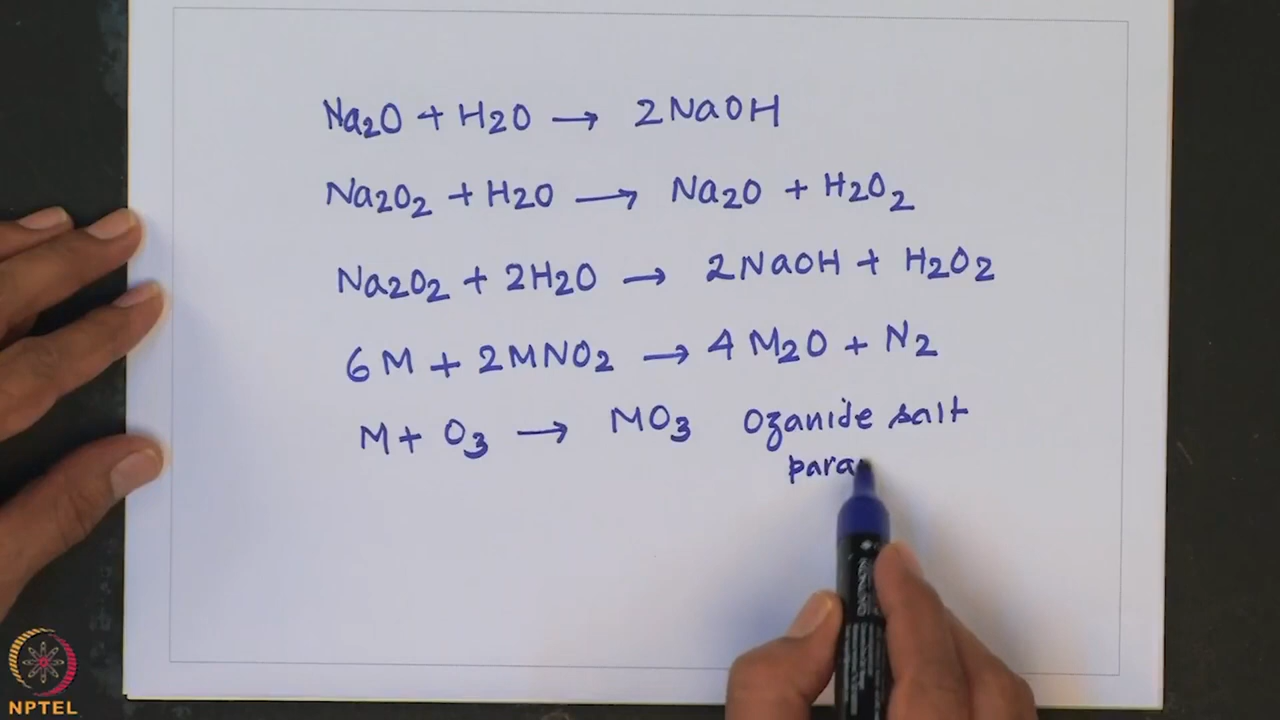 Na2O + H2O → 2NaOH
Na2O2 + H2O → Na2O + H2O2
Na2O2 + 2H2O → 2NaOH + H2O2
6M + 2MNO2 → 4M2O + N2
M + O3 → MO3 Ozanide salt
para
NPTEL